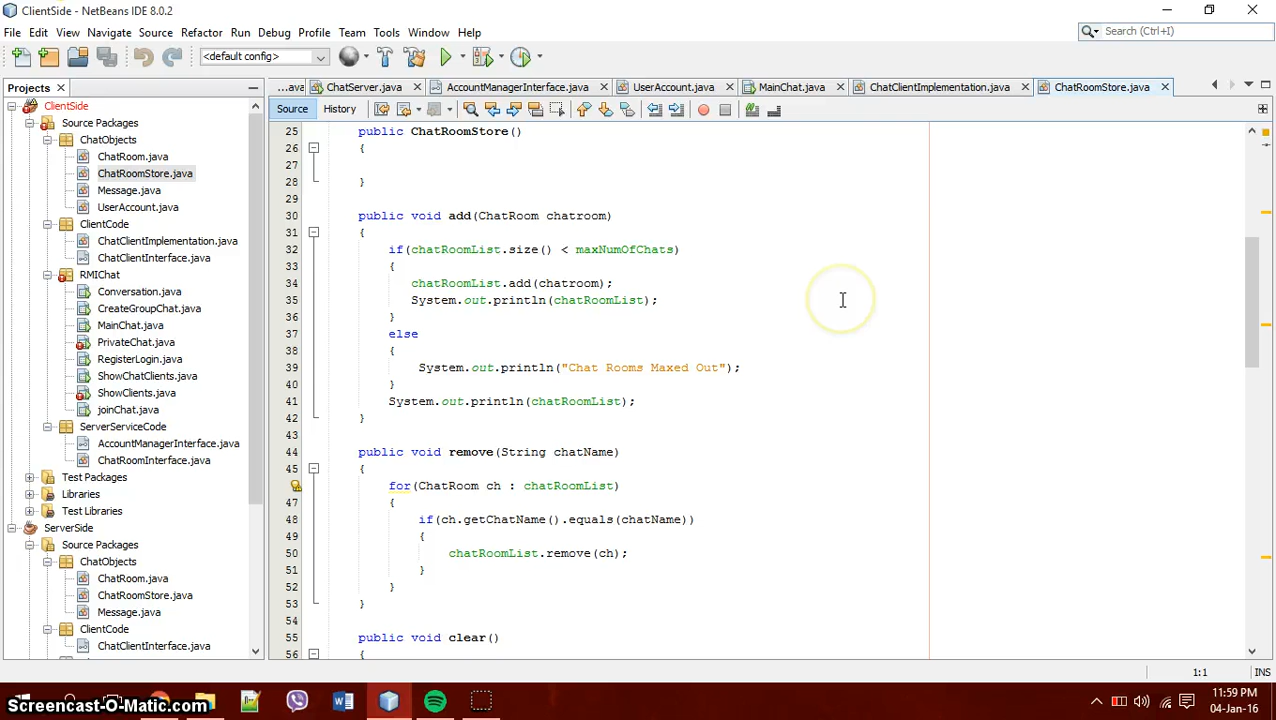 ClientSide - NetBeans IDE 8.0.2
File Edit View Navigate Source Refactor Run Debug Profile Team Tools Window Help
Search (Ctrl+I)
<default config>
Projects
...ava ChatServer.java AccountManagerInterface.java UserAccount.java MainChat.java ChatClientImplementation.java ChatRoomStore.java
Source History
ClientSide
Source Packages
ChatObjects
ChatRoom.java
ChatRoomStore.java
Message.java
UserAccount.java
ClientCode
ChatClientImplementation.java
ChatClientInterface.java
RMIChat
Conversation.java
CreateGroupChat.java
MainChat.java
PrivateChat.java
RegisterLogin.java
ShowChatClients.java
ShowClients.java
joinChat.java
ServerServiceCode
AccountManagerInterface.java
ChatRoomInterface.java
Test Packages
Libraries
Test Libraries
ServerSide
Source Packages
ChatObjects
ChatRoom.java
ChatRoomStore.java
Message.java
ClientCode
ChatClientInterface.java
25 public ChatRoomStore()
26 {
27
28 }
29
30 public void add(ChatRoom chatroom)
31 {
32 if(chatRoomList.size() < maxNumOfChats)
33 {
34 chatRoomList.add(chatroom);
35 System.out.println(chatRoomList);
36 }
37 else
38 {
39 System.out.println("Chat Rooms Maxed Out");
40 }
41 System.out.println(chatRoomList);
42 }
43
44 public void remove(String chatName)
45 {
for(ChatRoom ch : chatRoomList)
47 {
48 if(ch.getChatName().equals(chatName))
49 {
50 chatRoomList.remove(ch);
51 }
52 }
53 }
54
55 public void clear()
56 {
1:1 INS
Screencast-O-Matic.com
11:59 PM
04-Jan-16